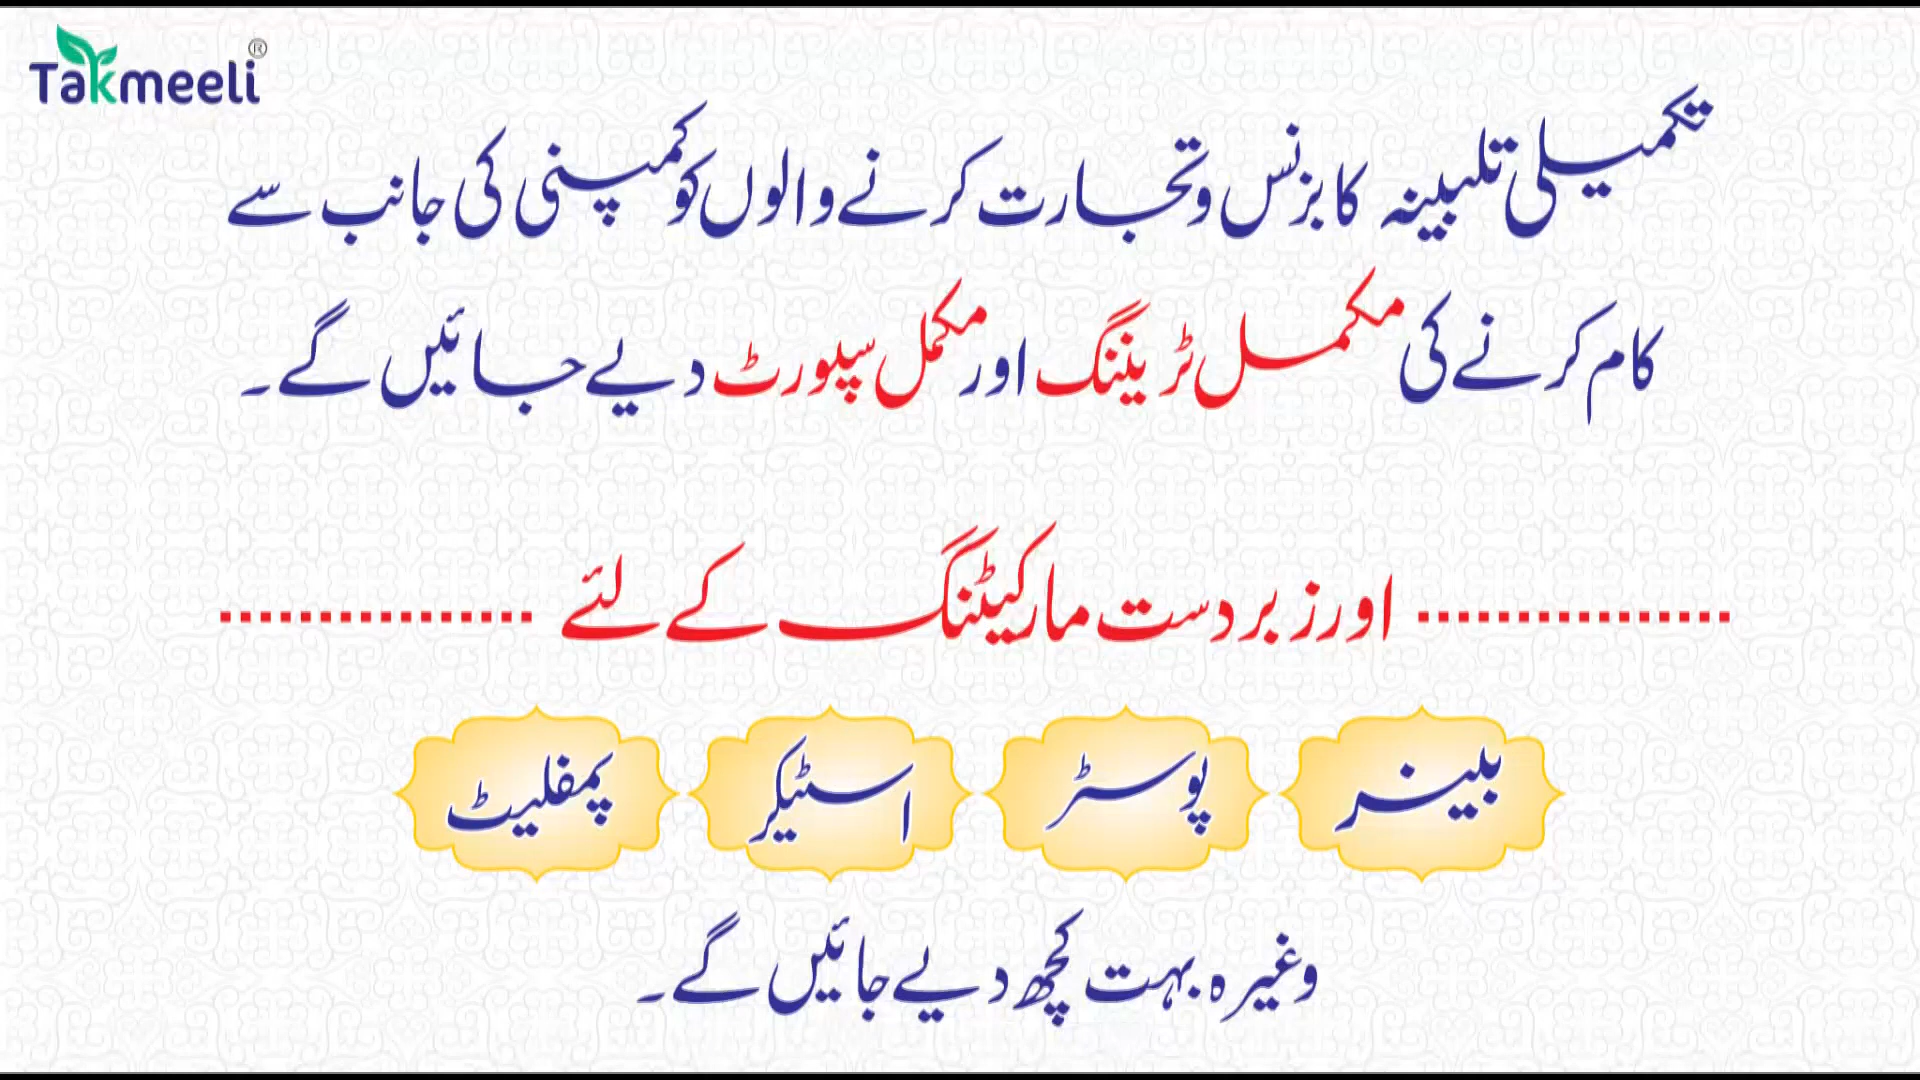 Takmeeli®
تکمیلی تلبینہ کا بزنس و تجارت کرنے والوں کو کمپنی کی جانب سے
کام کرنے کی مکمل ٹریننگ اور مکمل سپورٹ دیے جائیں گے۔
اور زبردست مارکیٹنگ کے لئے
بینر پوسٹر اسٹیکر پمفلیٹ
وغیرہ بہت کچھ دیے جائیں گے۔